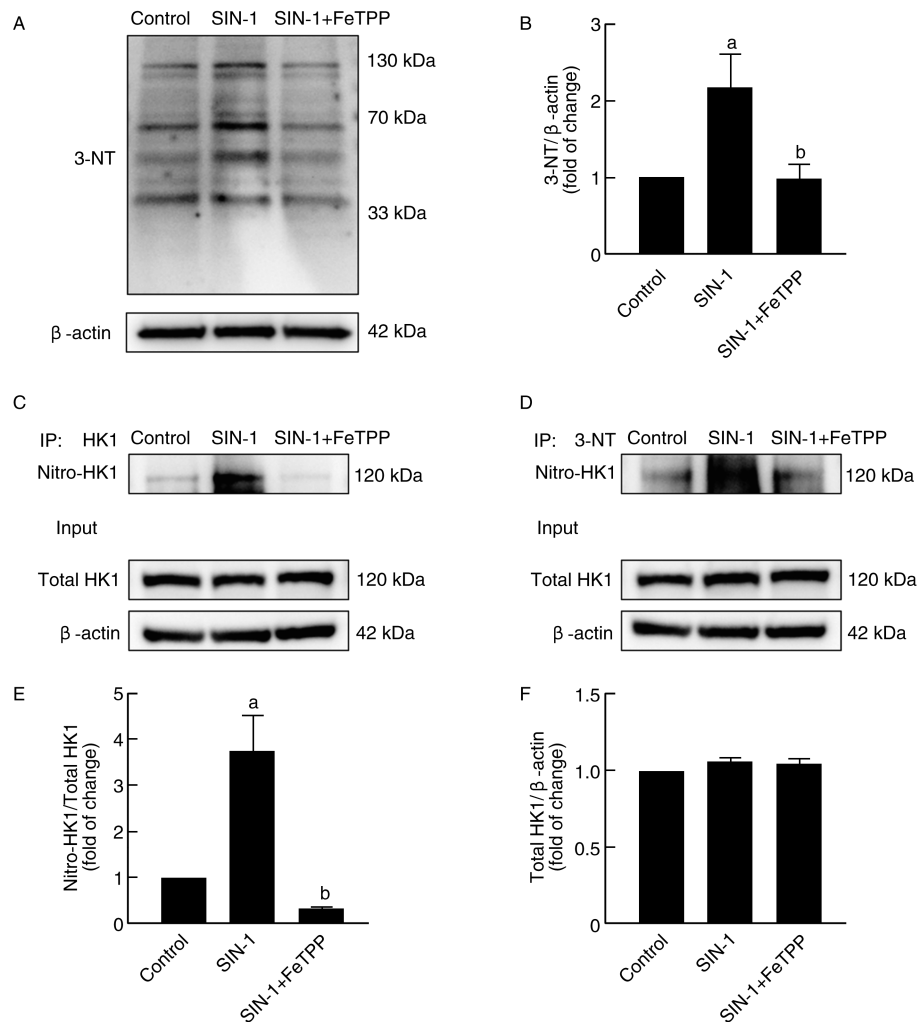 A
Control SIN-1 SIN-1+FeTPP
130 kDa
70 kDa
3-NT
33 kDa
β-actin
42 kDa
B
3-NT/β-actin
(fold of change)
3
2
1
0
a
b
Control
SIN-1
SIN-1+FeTPP
C
IP: HK1 Control SIN-1 SIN-1+FeTPP
Nitro-HK1 120 kDa
Input
Total HK1 120 kDa
β-actin 42 kDa
D
IP: 3-NT Control SIN-1 SIN-1+FeTPP
Nitro-HK1 120 kDa
Input
Total HK1 120 kDa
β-actin 42 kDa
E
Nitro-HK1/Total HK1
(fold of change)
5
4
3
2
1
0
a
b
Control
SIN-1
SIN-1+FeTPP
F
Total HK1/β-actin
(fold of change)
1.5
1.0
0.5
0
Control
SIN-1
SIN-1+FeTPP